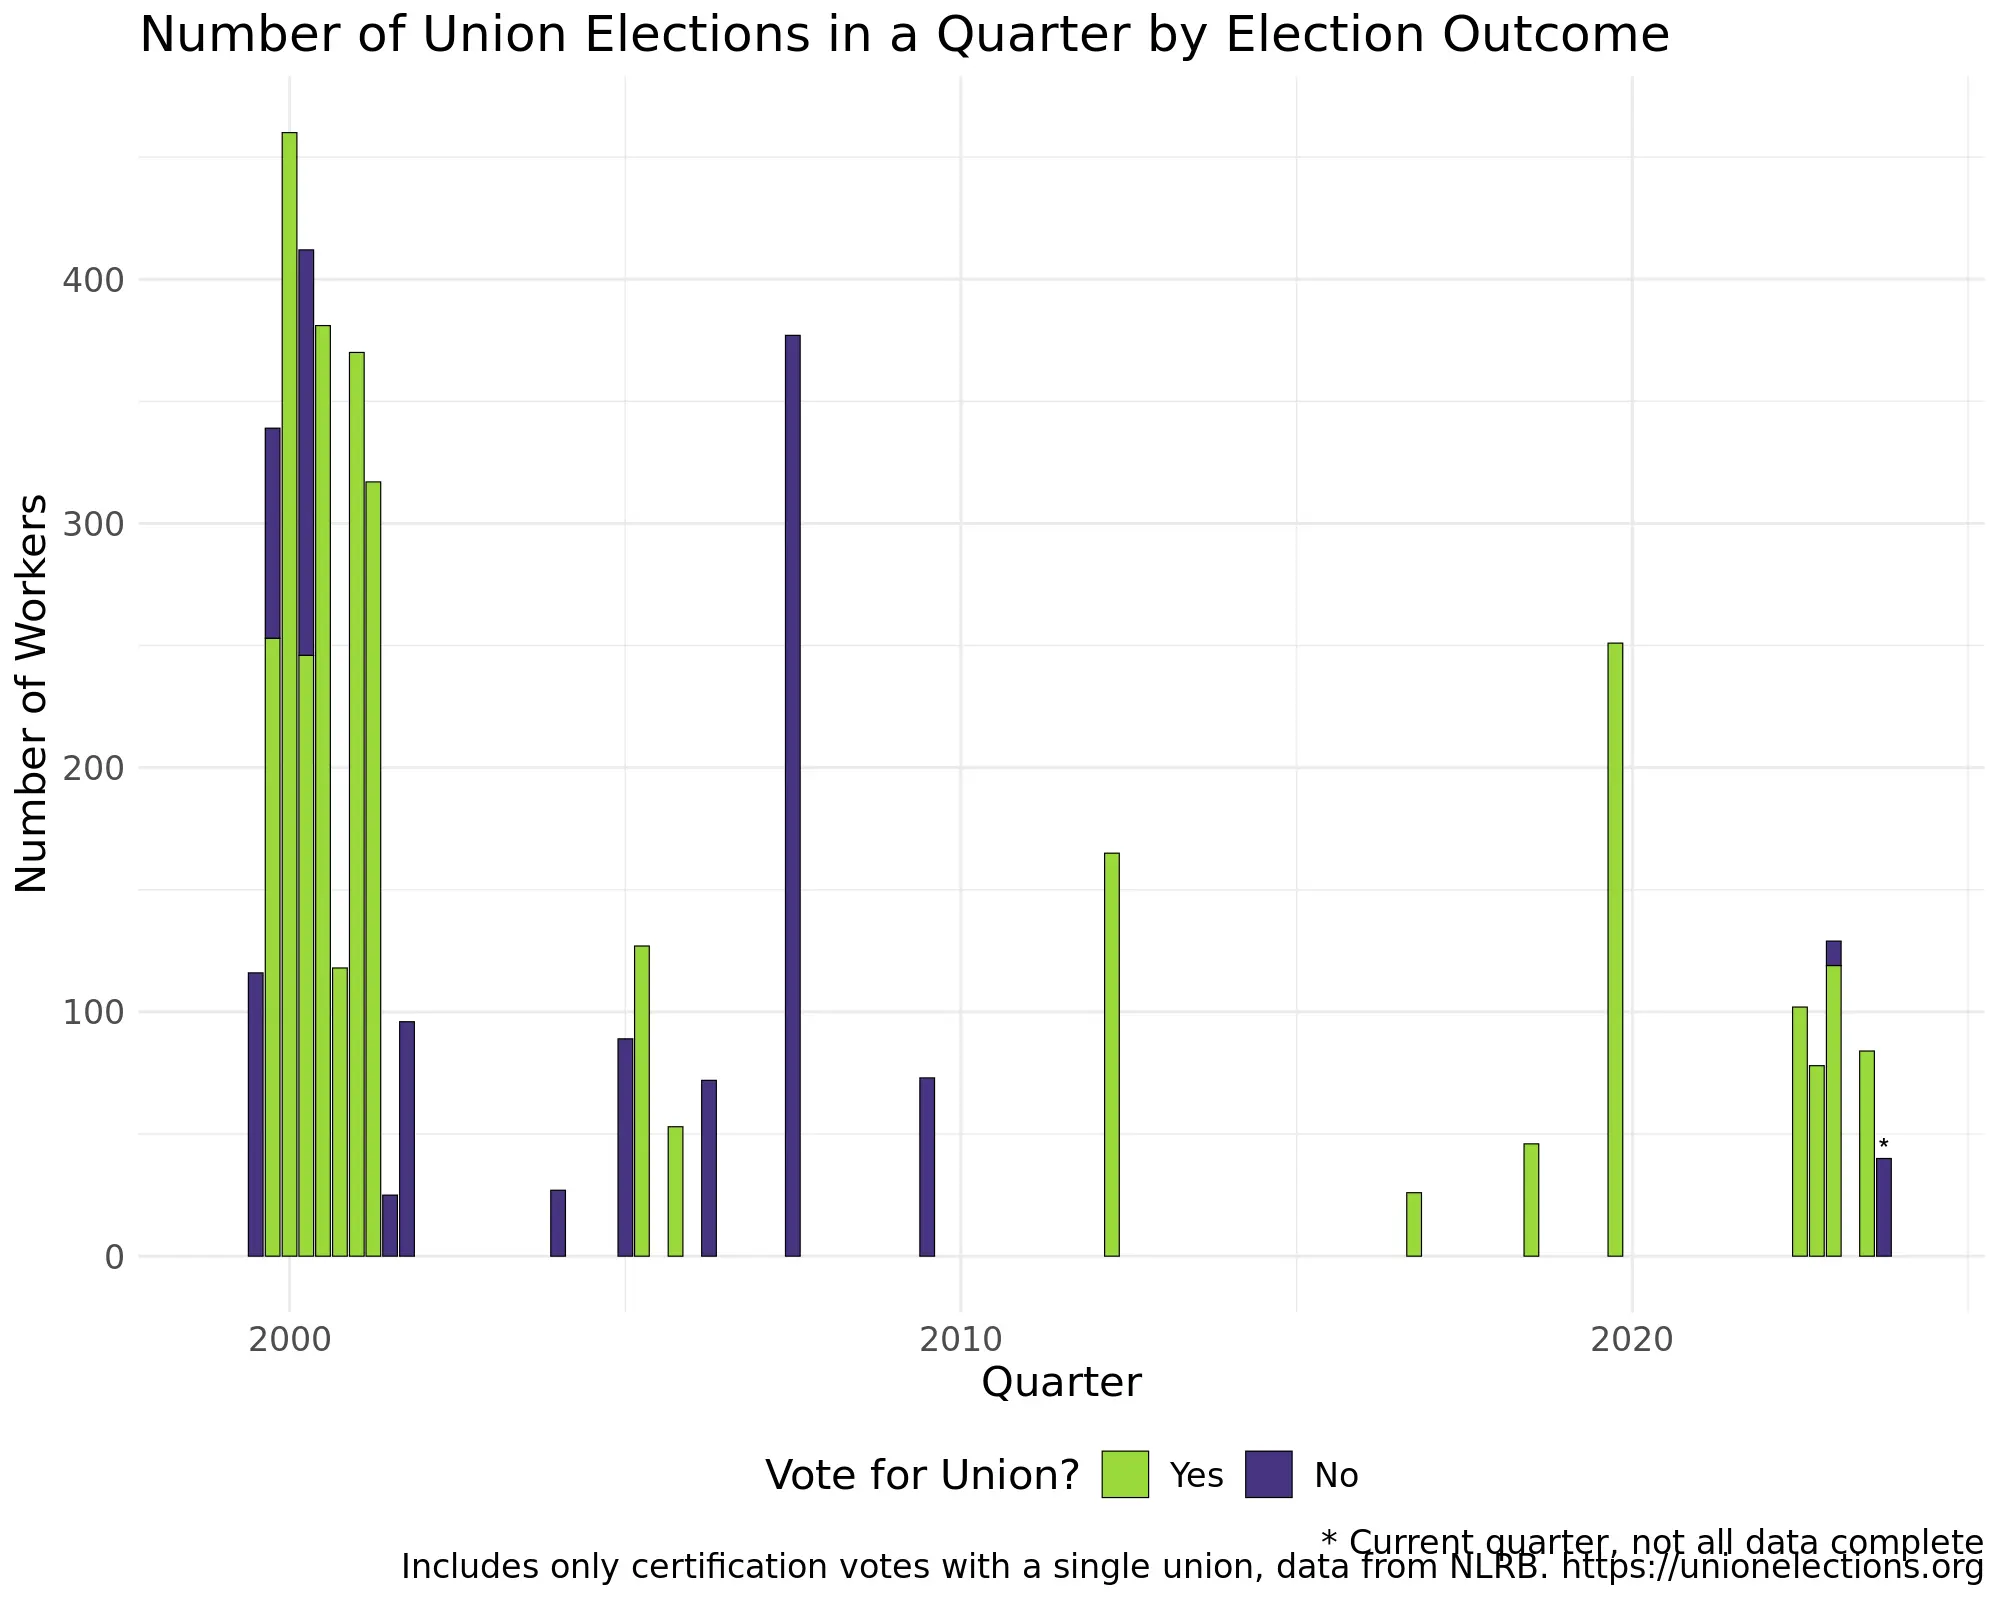 Number of Union Elections in a Quarter by Election Outcome
Number of Workers
400
300
200
100
0
*
2000 2010 2020
Quarter
Vote for Union? Yes No
* Current quarter, not all data complete
Includes only certification votes with a single union, data from NLRB. https://unionelections.org